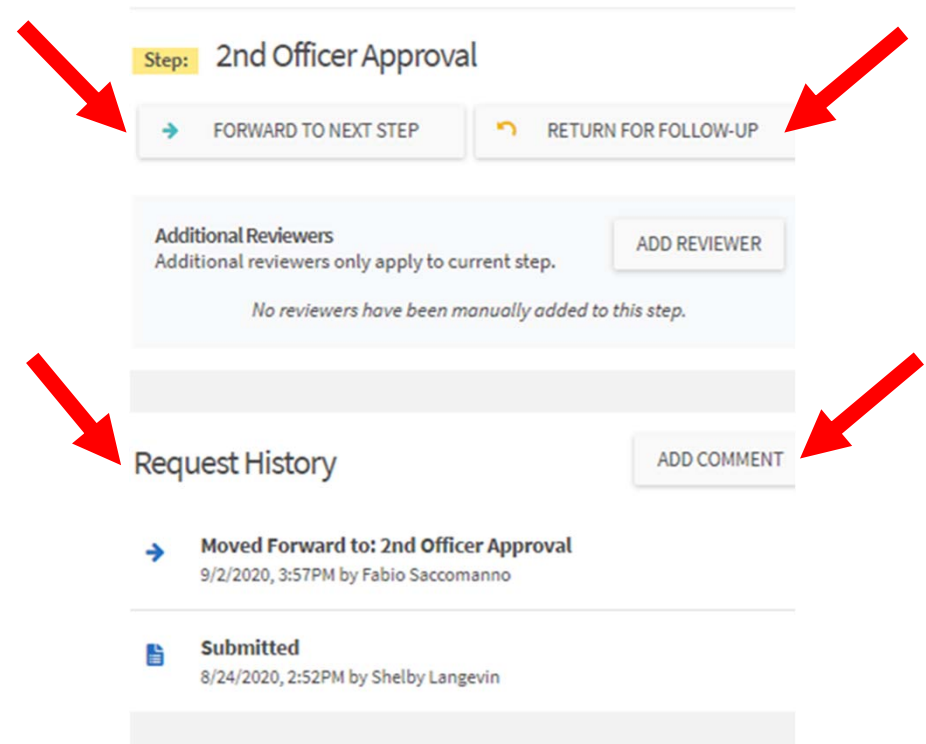 Step: 2nd Officer Approval
FORWARD TO NEXT STEP RETURN FOR FOLLOW-UP
Additional Reviewers
ADD REVIEWER
Additional reviewers only apply to current step.
No reviewers have been manually added to this step.
Request History
ADD COMMENT
Moved Forward to: 2nd Officer Approval
9/2/2020, 3:57PM by Fabio Saccomanno
Submitted
8/24/2020, 2:52PM by Shelby Langevin